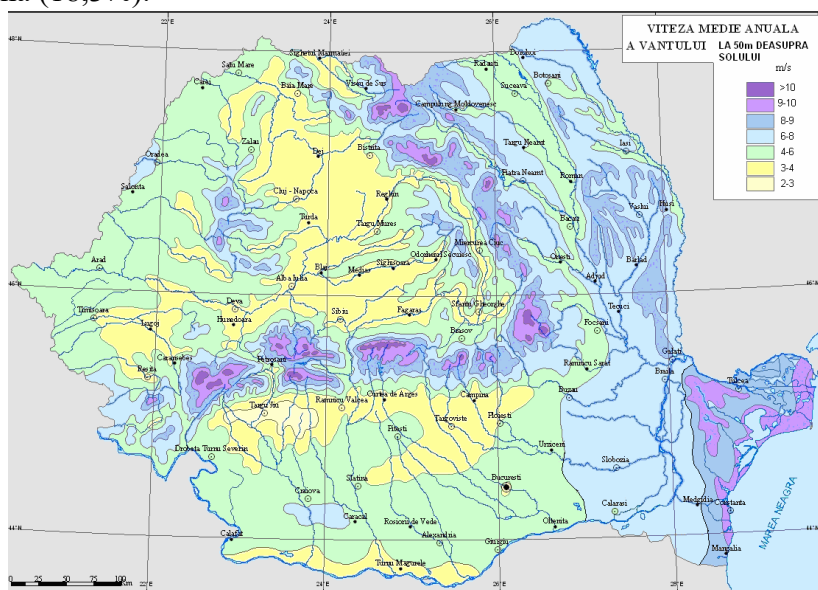 VITEZA MEDIE ANUALA
A VANTULUI LA 50m DEASUPRA
SOLULUI
m/s
>10
9-10
8-9
6-8
4-6
3-4
2-3
22°E
24°E
26°E
28°E
48°N
Sighetul Marmatiei
Satu Mare
Carei
Baia Mare
Viseu de Sus
Dorohoi
Radauti
Botosani
Suceava
Campulung Moldovenesc
Zalau
Dej
Bistrita
Targu Neamt
Iasi
Oradea
Piatra Neamt
Roman
Salonta
Cluj - Napoca
Reghin
Vaslui
Husi
Turda
Targu Mures
Bacau
Miercurea Ciuc
Odorheiu Secuiesc
Onesti
Barlad
Arad
Blaj
Medias
Sighisoara
Adjud
Alba Iulia
46°N
46°N
Deva
Sfantu Gheorghe
Tecuci
Timisoara
Lugoj
Hunedoara
Sibiu
Fagaras
Focsani
Brasov
Galati
Caransebes
Petrosani
Ramnicu Sarat
Braila
Resita
Tulcea
Targu Jiu
Ramnicu Valcea
Curtea de Arges
Campina
Buzau
Targoviste
Ploiesti
Pitesti
Drobeta Turnu Severin
Urziceni
Slobozia
Slatina
Bucuresti
Craiova
Calarasi
Medgidia
Constanta
Caracal
Rosiori de Vede
Oltenita
44°N
44°N
Calafat
Alexandria
Giurgiu
Mangalia
MAREA NEAGRA
Turnu Magurele
0 25 50 75 100
Km
22°E
24°E
26°E
28°E